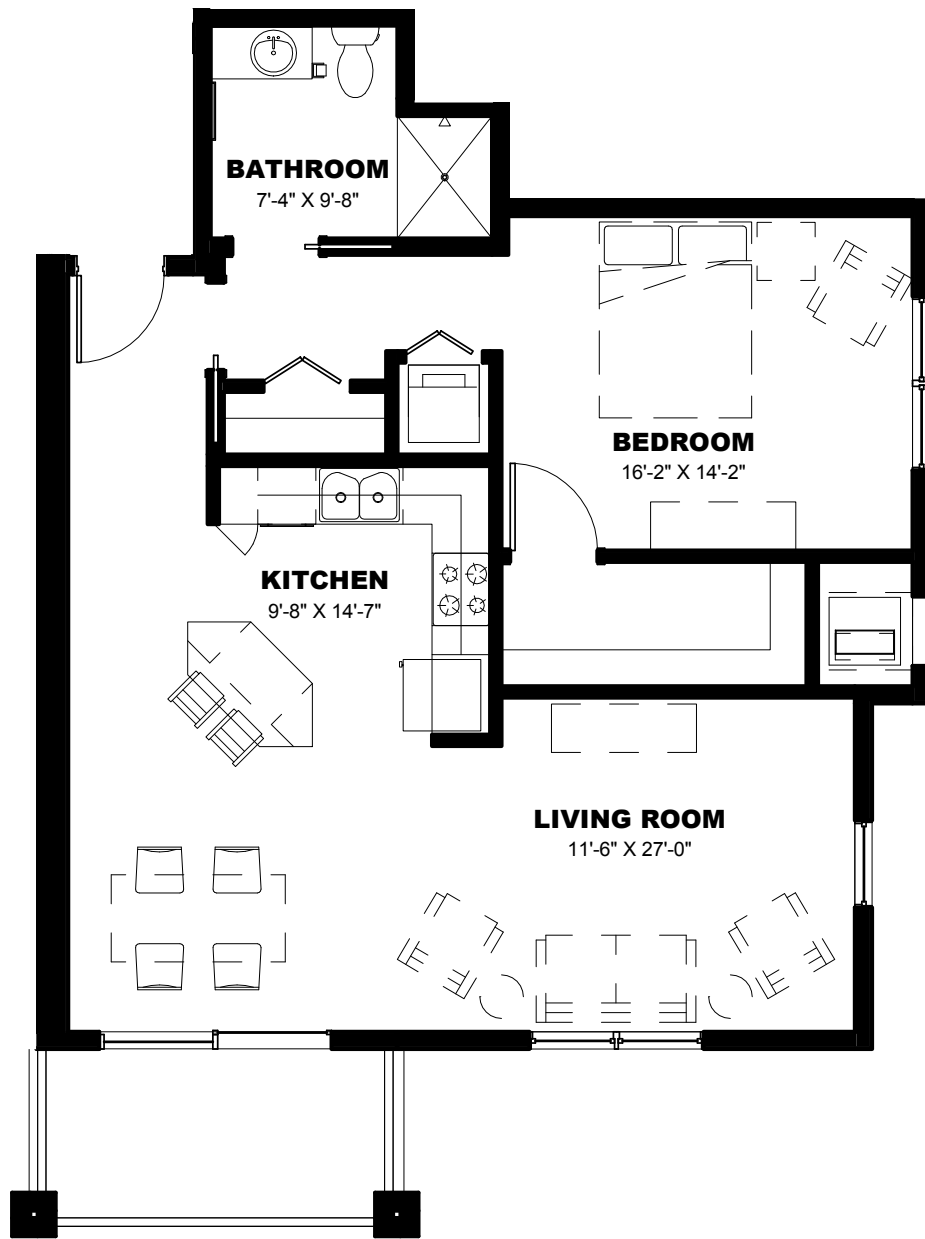 BATHROOM
7'-4" X 9'-8"
BEDROOM
16'-2" X 14'-2"
KITCHEN
9'-8" X 14'-7"
LIVING ROOM
11'-6" X 27'-0"